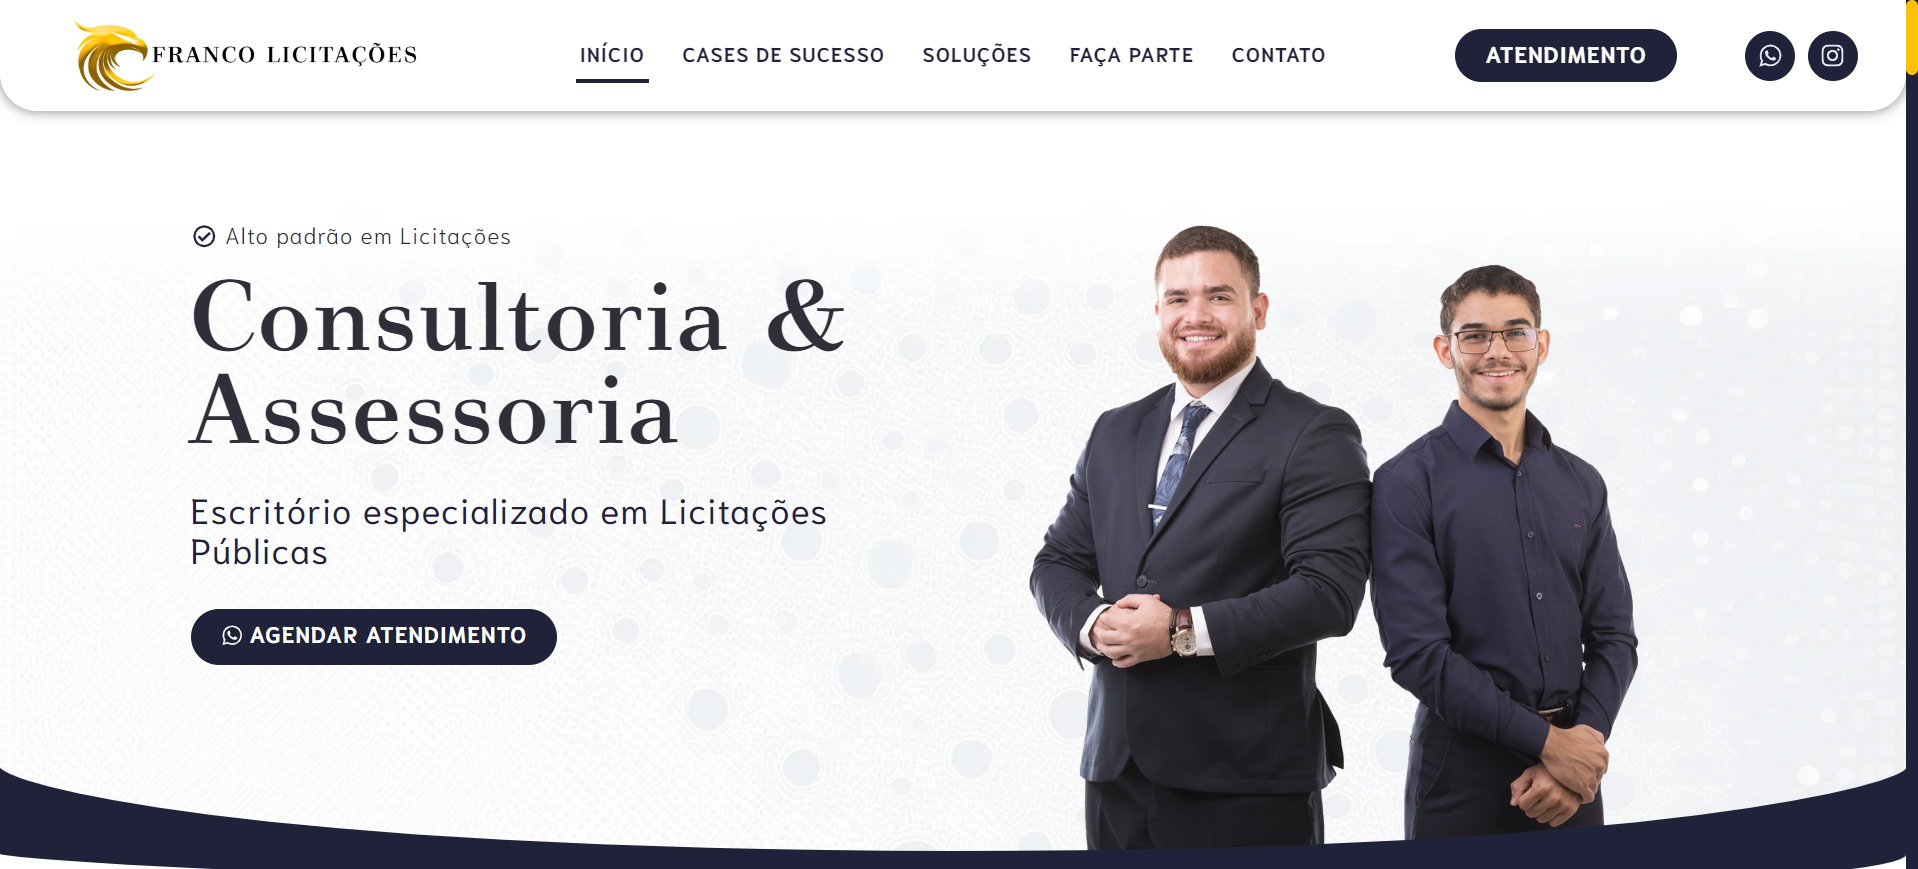 FRANCO LICITAÇÕES
INÍCIO
CASES DE SUCESSO
SOLUÇÕES
FAÇA PARTE
CONTATO
ATENDIMENTO
Alto padrão em Licitações
Consultoria &
Assessoria
Escritório especializado em Licitações
Públicas
AGENDAR ATENDIMENTO